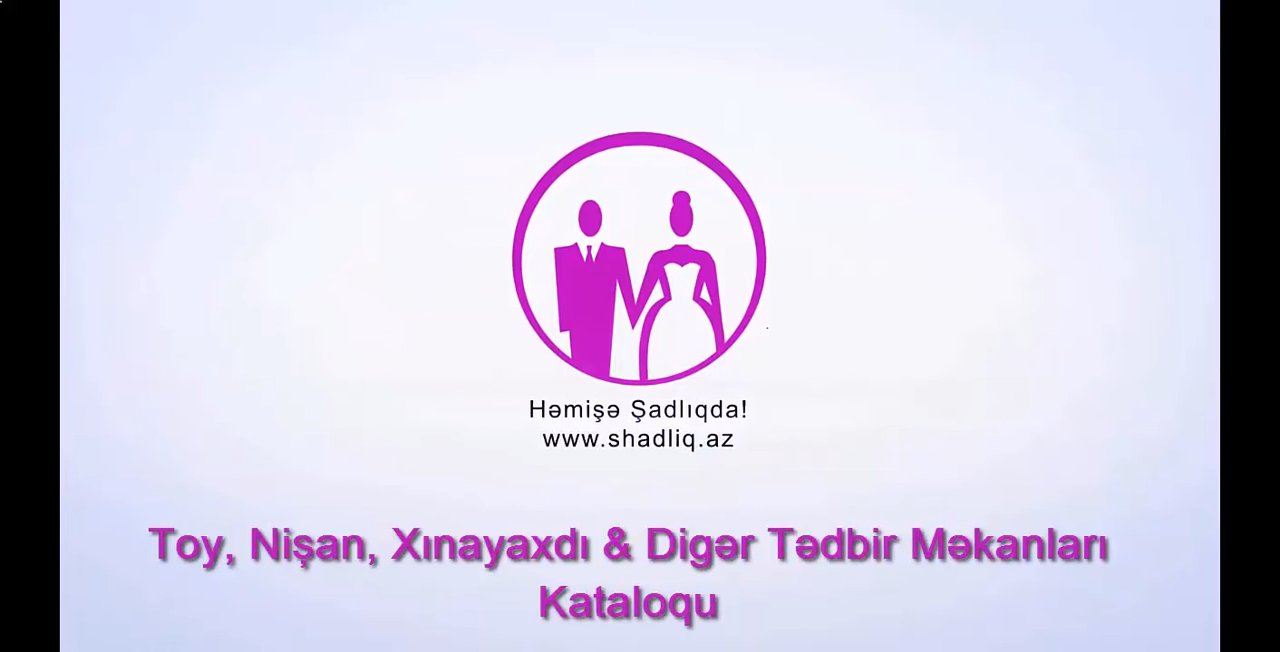 Həmişə Şadlıqda!
www.shadliq.az
Toy, Nişan, Xınayaxdı & Digər Tədbir Məkanları
Kataloqu